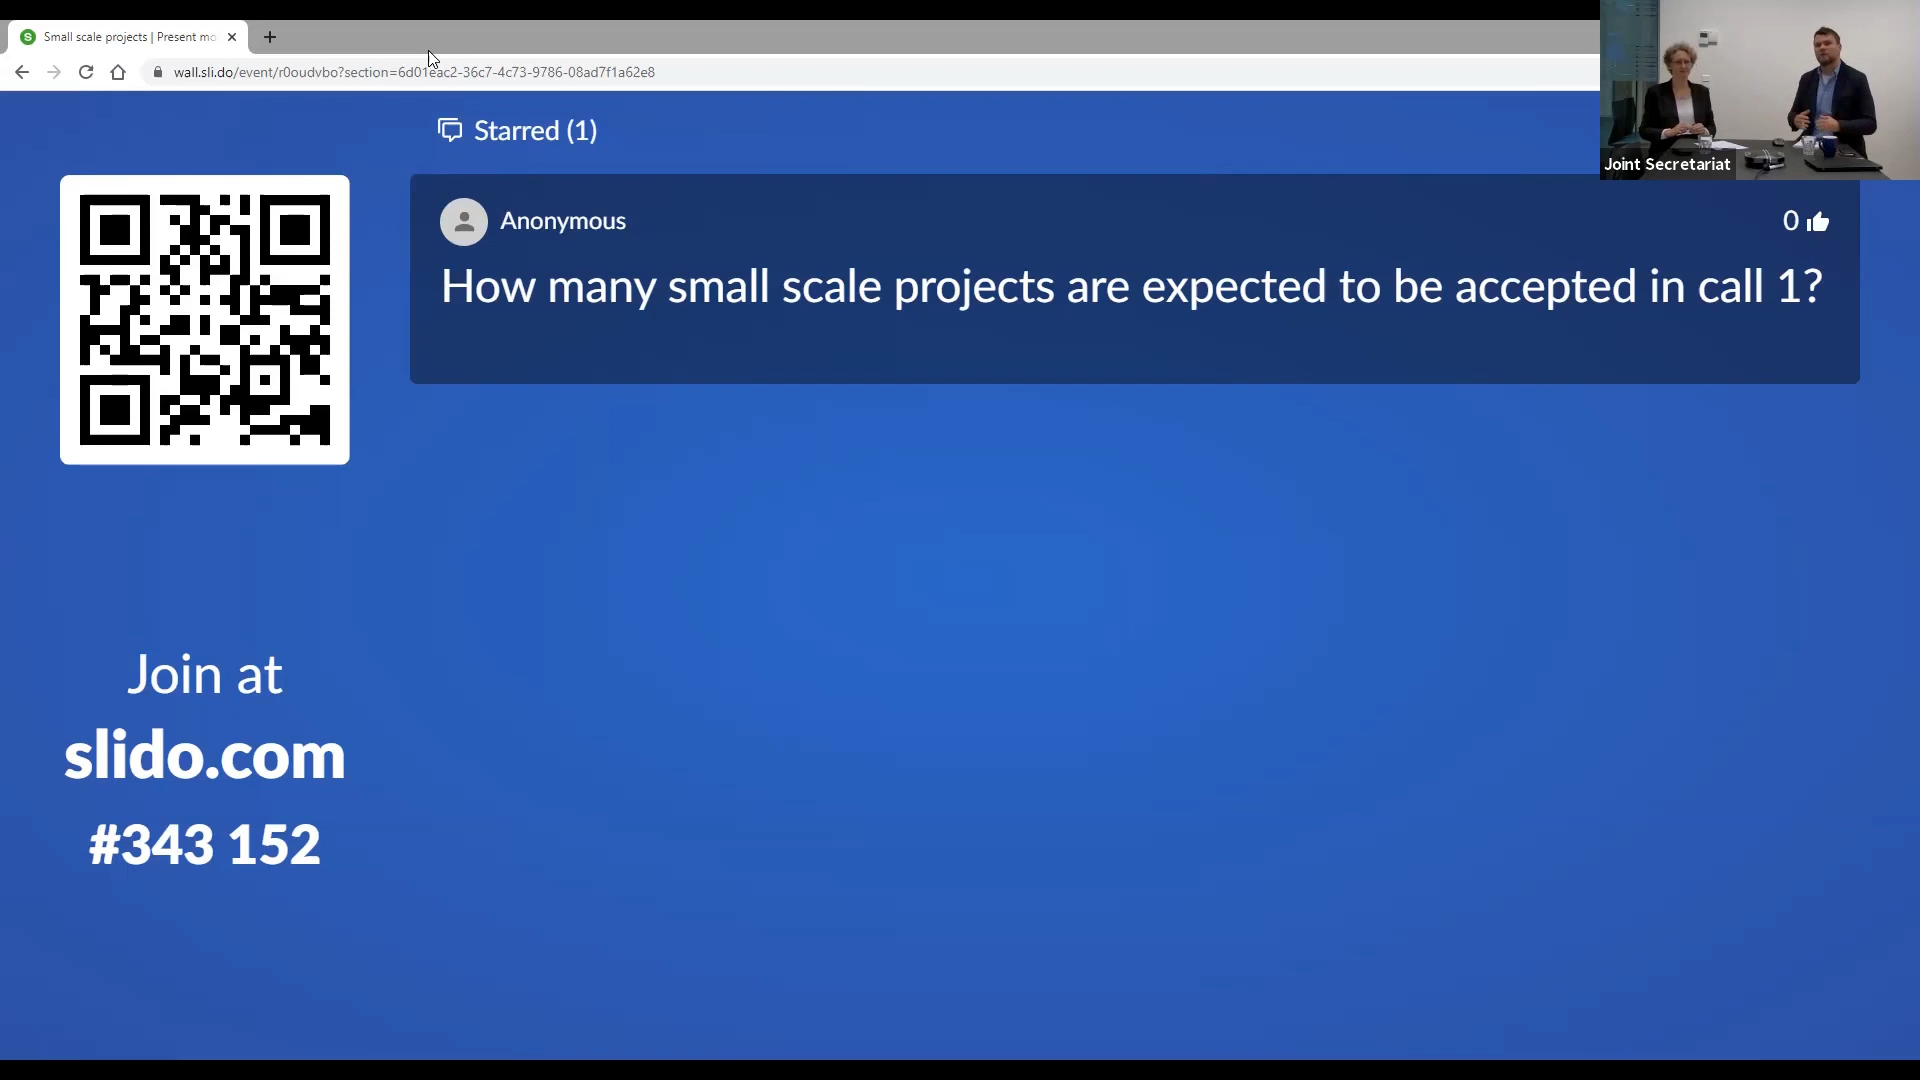 Small scale projects | Present mo
wall.sli.do/event/r0oudvbo?section=6d01eac2-36c7-4c73-9786-08ad7f1a62e8
Joint Secretariat
Starred (1)
Anonymous
0
How many small scale projects are expected to be accepted in call 1?
Join at
slido.com
#343 152